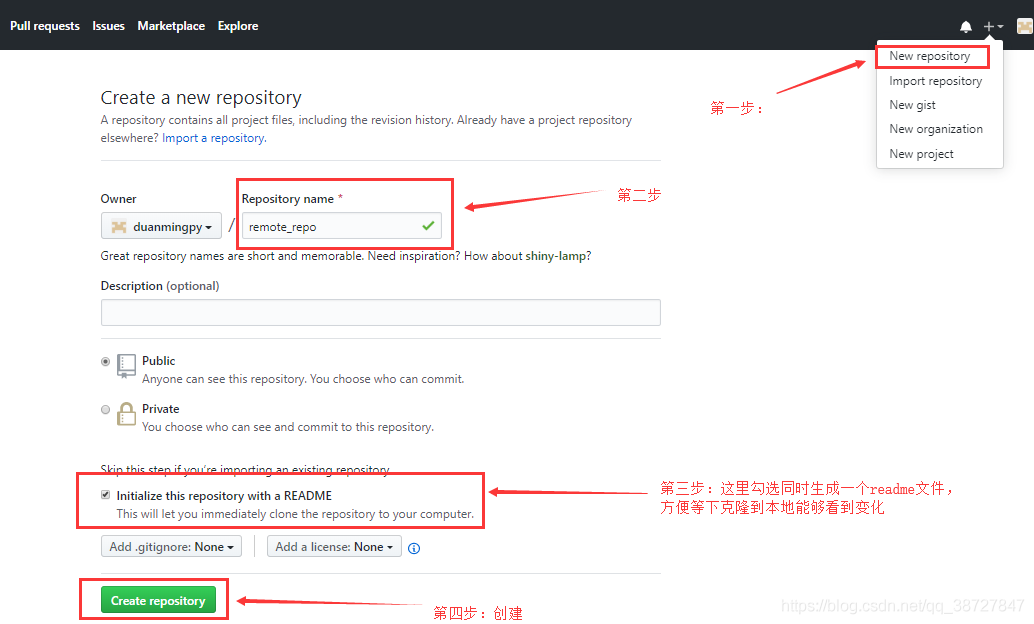 Pull requests Issues Marketplace Explore
New repository
Import repository
New gist
New organization
New project
第一步：
Create a new repository
A repository contains all project files, including the revision history. Already have a project repository
elsewhere? Import a repository.
Owner
Repository name *
第二步
duanmingpy / remote_repo
Great repository names are short and memorable. Need inspiration? How about shiny-lamp?
Description (optional)
Public
Anyone can see this repository. You choose who can commit.
Private
You choose who can see and commit to this repository.
Skip this step if you're importing an existing repository.
Initialize this repository with a README
This will let you immediately clone the repository to your computer.
第三步：这里勾选同时生成一个readme文件，
方便等下克隆到本地能够看到变化
Add .gitignore: None
Add a license: None
Create repository
第四步：创建
https://blog.csdn.net/qq_38727847